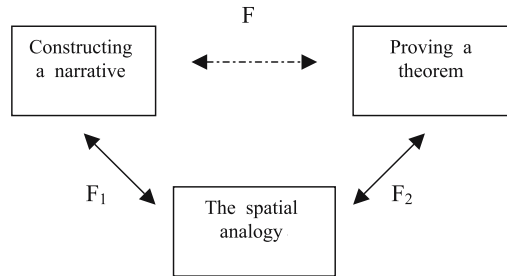 F
Constructing
a narrative
Proving a
theorem
F₁
F₂
The spatial
analogy